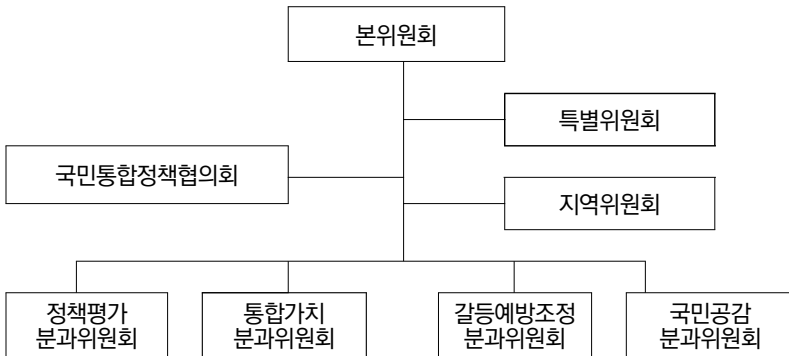 본위원회
특별위원회
국민통합정책협의회
지역위원회
정책평가
분과위원회
통합가치
분과위원회
갈등예방조정
분과위원회
국민공감
분과위원회